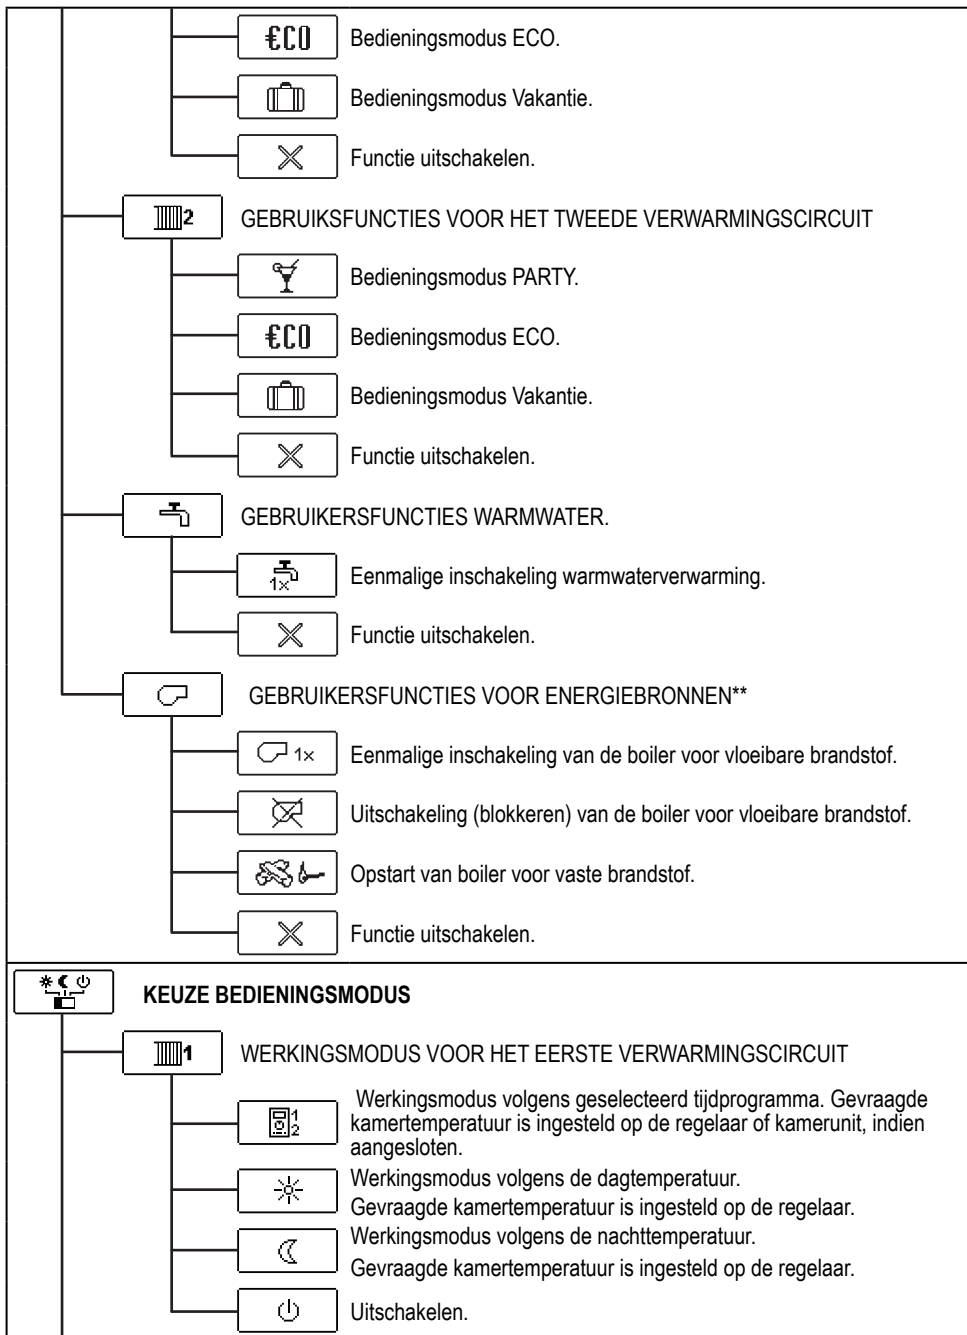 €CO Bedieningsmodus ECO.
Bedieningsmodus Vakantie.
Functie uitschakelen.
2 GEBRUIKSFUNCTIES VOOR HET TWEEDE VERWARMINGSCIRCUIT
Bedieningsmodus PARTY.
€CO Bedieningsmodus ECO.
Bedieningsmodus Vakantie.
Functie uitschakelen.
GEBRUIKERSFUNCTIES WARMWATER.
1x Eenmalige inschakeling warmwaterverwarming.
Functie uitschakelen.
GEBRUIKERSFUNCTIES VOOR ENERGIEBRONNEN**
1x Eenmalige inschakeling van de boiler voor vloeibare brandstof.
Uitschakeling (blokkeren) van de boiler voor vloeibare brandstof.
Opstart van boiler voor vaste brandstof.
Functie uitschakelen.
KEUZE BEDIENINGSMODUS
1 WERKINGSMODUS VOOR HET EERSTE VERWARMINGSCIRCUIT
1
2
Werkingsmodus volgens geselecteerd tijdprogramma. Gevraagde
kamertemperatuur is ingesteld op de regelaar of kamerunit, indien
aangesloten.
Werkingsmodus volgens de dagtemperatuur.
Gevraagde kamertemperatuur is ingesteld op de regelaar.
Werkingsmodus volgens de nachttemperatuur.
Gevraagde kamertemperatuur is ingesteld op de regelaar.
Uitschakelen.